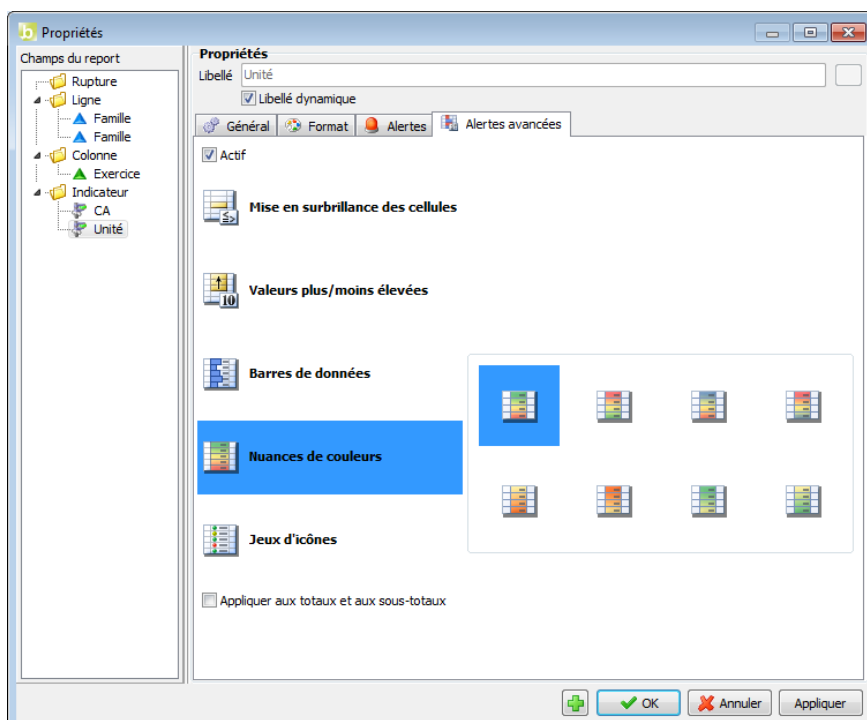 Propriétés
Champs du report
Rupture
Ligne
Famille
Famille
Colonne
Exercice
Indicateur
CA
Unité
Propriétés
Libellé Unité
Libellé dynamique
Général Format Alertes Alertes avancées
Actif
Mise en surbrillance des cellules
Valeurs plus/moins élevées
10
Barres de données
Nuances de couleurs
Jeux d'icônes
Appliquer aux totaux et aux sous-totaux
OK Annuler Appliquer